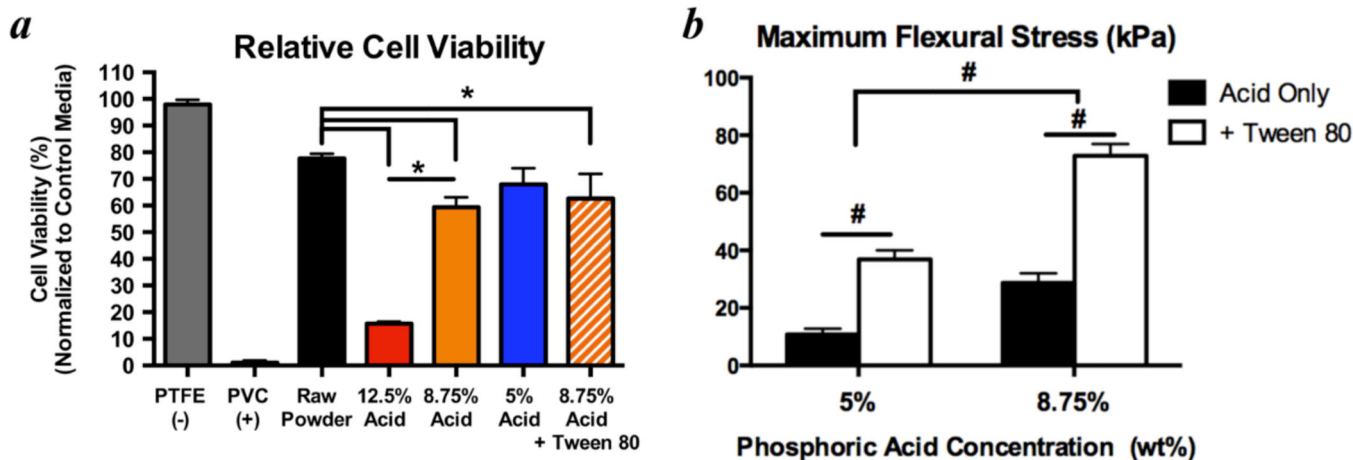 a
Relative Cell Viability
Cell Viability (%)
(Normalized to Control Media)
110
100
90
80
70
60
50
40
30
20
10
0
*
*
PTFE
(-)
PVC
(+)
Raw
Powder
12.5%
Acid
8.75%
Acid
5%
Acid
8.75%
Acid
+ Tween 80
b
Maximum Flexural Stress (kPa)
100
80
60
40
20
0
#
#
#
Acid Only
+ Tween 80
5%
8.75%
Phosphoric Acid Concentration (wt%)